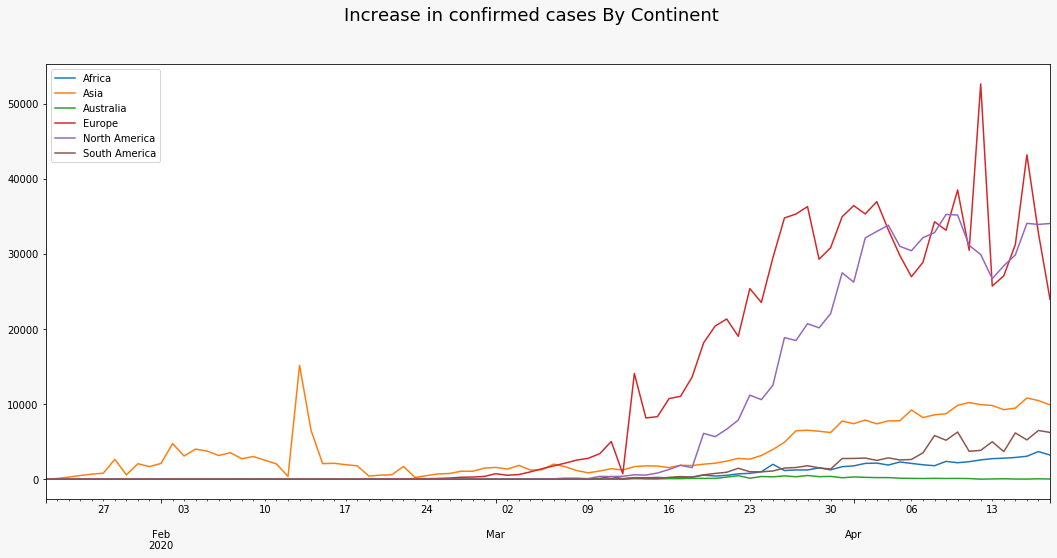 Increase in confirmed cases By Continent
Africa
Asia
Australia
Europe
North America
South America
50000
40000
30000
20000
10000
0
27 03 10 17 24 02 09 16 23 30 06 13
Feb Mar Apr
2020